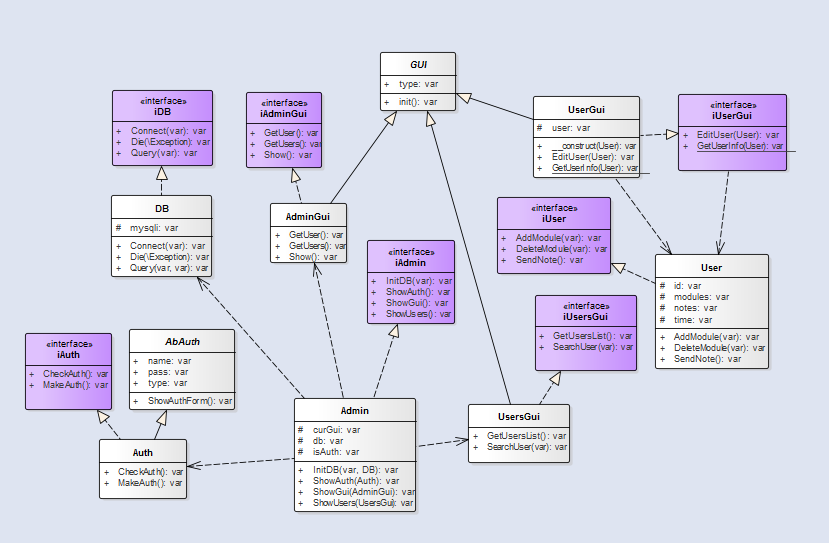 GUI
+ type: var
+ init(): var
«interface»
iDB
+ Connect(var): var
+ Die(\Exception): var
+ Query(var): var
«interface»
iAdminGui
+ GetUser(): var
+ GetUsers(): var
+ Show(): var
UserGui
# user: var
+ __construct(User): var
+ EditUser(User): var
+ GetUserInfo(User): var
«interface»
iUserGui
+ EditUser(User): var
+ GetUserInfo(User): var
DB
# mysqli: var
+ Connect(var): var
+ Die(\Exception): var
+ Query(var, var): var
AdminGui
+ GetUser(): var
+ GetUsers(): var
+ Show(): var
«interface»
iUser
+ AddModule(var): var
+ DeleteModule(var): var
+ SendNote(): var
«interface»
iAdmin
+ InitDB(var): var
+ ShowAuth(): var
+ ShowGui(): var
+ ShowUsers(): var
User
# id: var
# modules: var
# notes: var
# time: var
+ AddModule(var): var
+ DeleteModule(var): var
+ SendNote(): var
«interface»
iUsersGui
+ GetUsersList(): var
+ SearchUser(var): var
«interface»
iAuth
+ CheckAuth(): var
+ MakeAuth(): var
AbAuth
+ name: var
+ pass: var
+ type: var
+ ShowAuthForm(): var
Admin
# curGui: var
# db: var
# isAuth: var
+ InitDB(var, DB): var
+ ShowAuth(Auth): var
+ ShowGui(AdminGui): var
+ ShowUsers(UsersGui): var
UsersGui
+ GetUsersList(): var
+ SearchUser(var): var
Auth
+ CheckAuth(): var
+ MakeAuth(): var